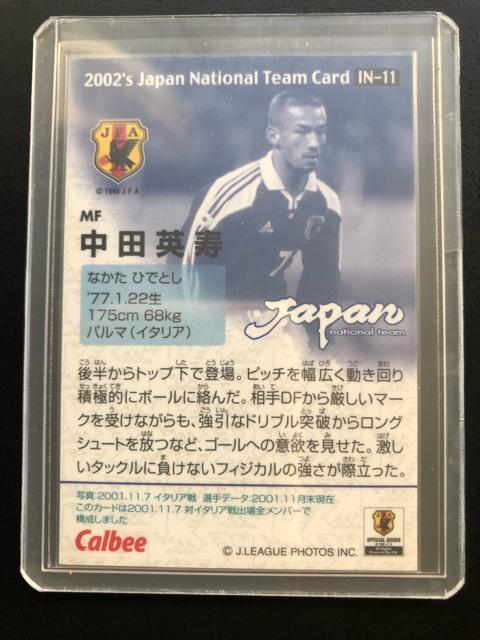 2002's Japan National Team Card IN-11
JFA
© 1996 J F A
MF
中田英寿
なかた ひでとし
'77.1.22生
175cm 68kg
パルマ（イタリア）
Japan
national team
後半からトップ下で登場。ピッチを幅広く動き回り
積極的にボールに絡んだ。相手DFから厳しいマー
クを受けながらも、強引なドリブル突破からロング
シュートを放つなど、ゴールへの意欲を見せた。激し
いタックルに負けないフィジカルの強さが際立った。
写真:2001.11.7 イタリア戦 選手データ:2001.11月末現在
このカードは2001.11.7 対イタリア戦出場全メンバーで
構成しました
Calbee
© J.LEAGUE PHOTOS INC.
OFFICIAL GOODS